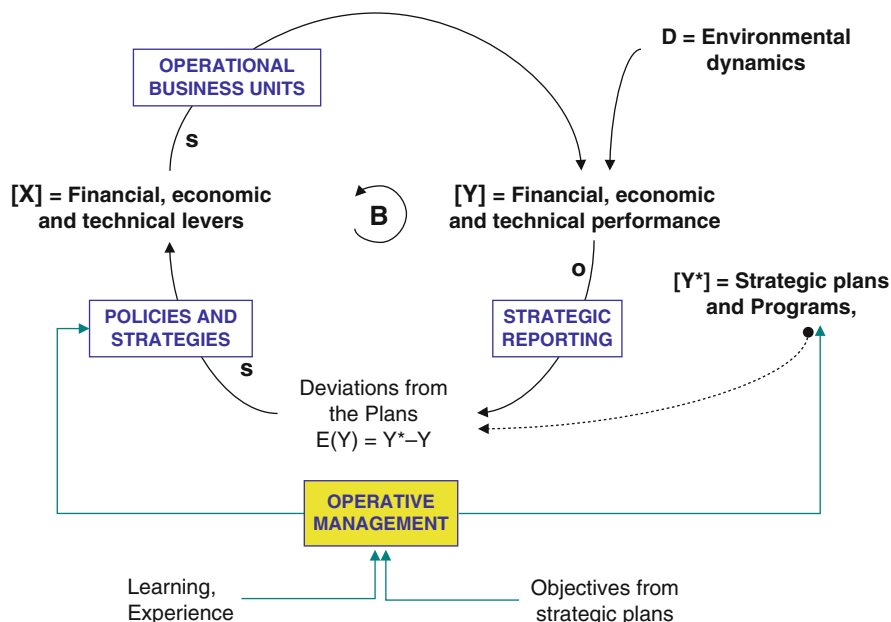 OPERATIONAL
BUSINESS UNITS
D = Environmental
dynamics
s
[X] = Financial, economic
and technical levers
B
[Y] = Financial, economic
and technical performance
o
[Y*] = Strategic plans
and Programs,
POLICIES AND
STRATEGIES
STRATEGIC
REPORTING
s
Deviations from
the Plans
E(Y) = Y*–Y
OPERATIVE
MANAGEMENT
Learning,
Experience
Objectives from
strategic plans